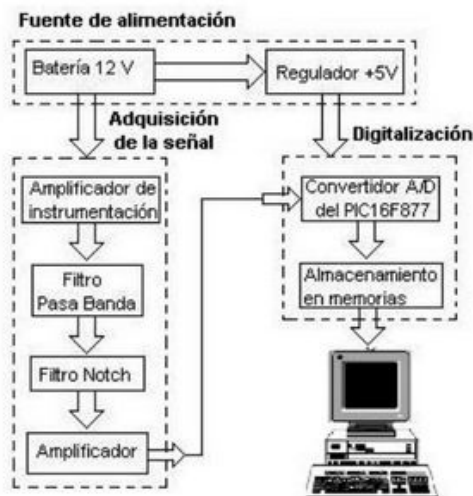 Fuente de alimentación
Batería 12 V
Regulador +5V
Adquisición
de la señal
Digitalización
Amplificador de
instrumentación
Convertidor A/D
del PIC16F877
Filtro
Pasa Banda
Almacenamiento
en memorias
Filtro Notch
Amplificador